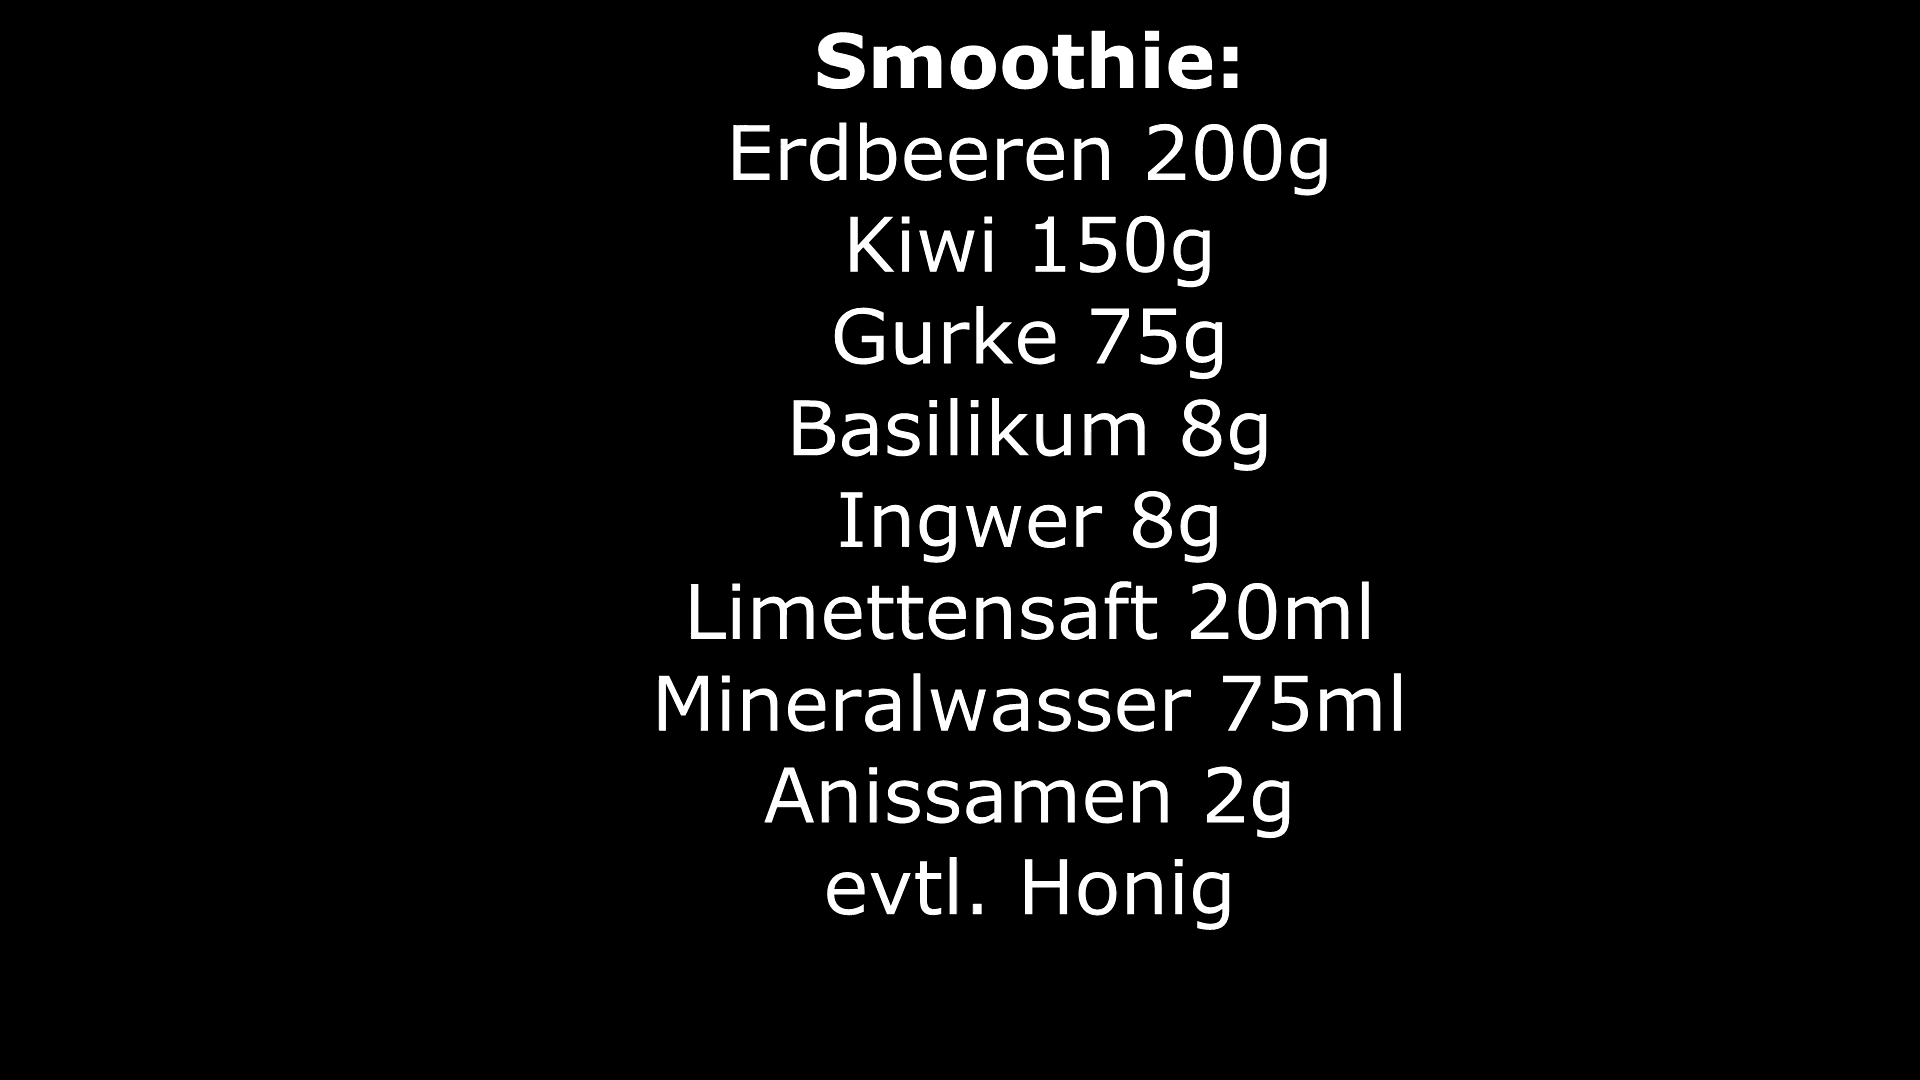 Smoothie:
Erdbeeren 200g
Kiwi 150g
Gurke 75g
Basilikum 8g
Ingwer 8g
Limettensaft 20ml
Mineralwasser 75ml
Anissamen 2g
evtl. Honig